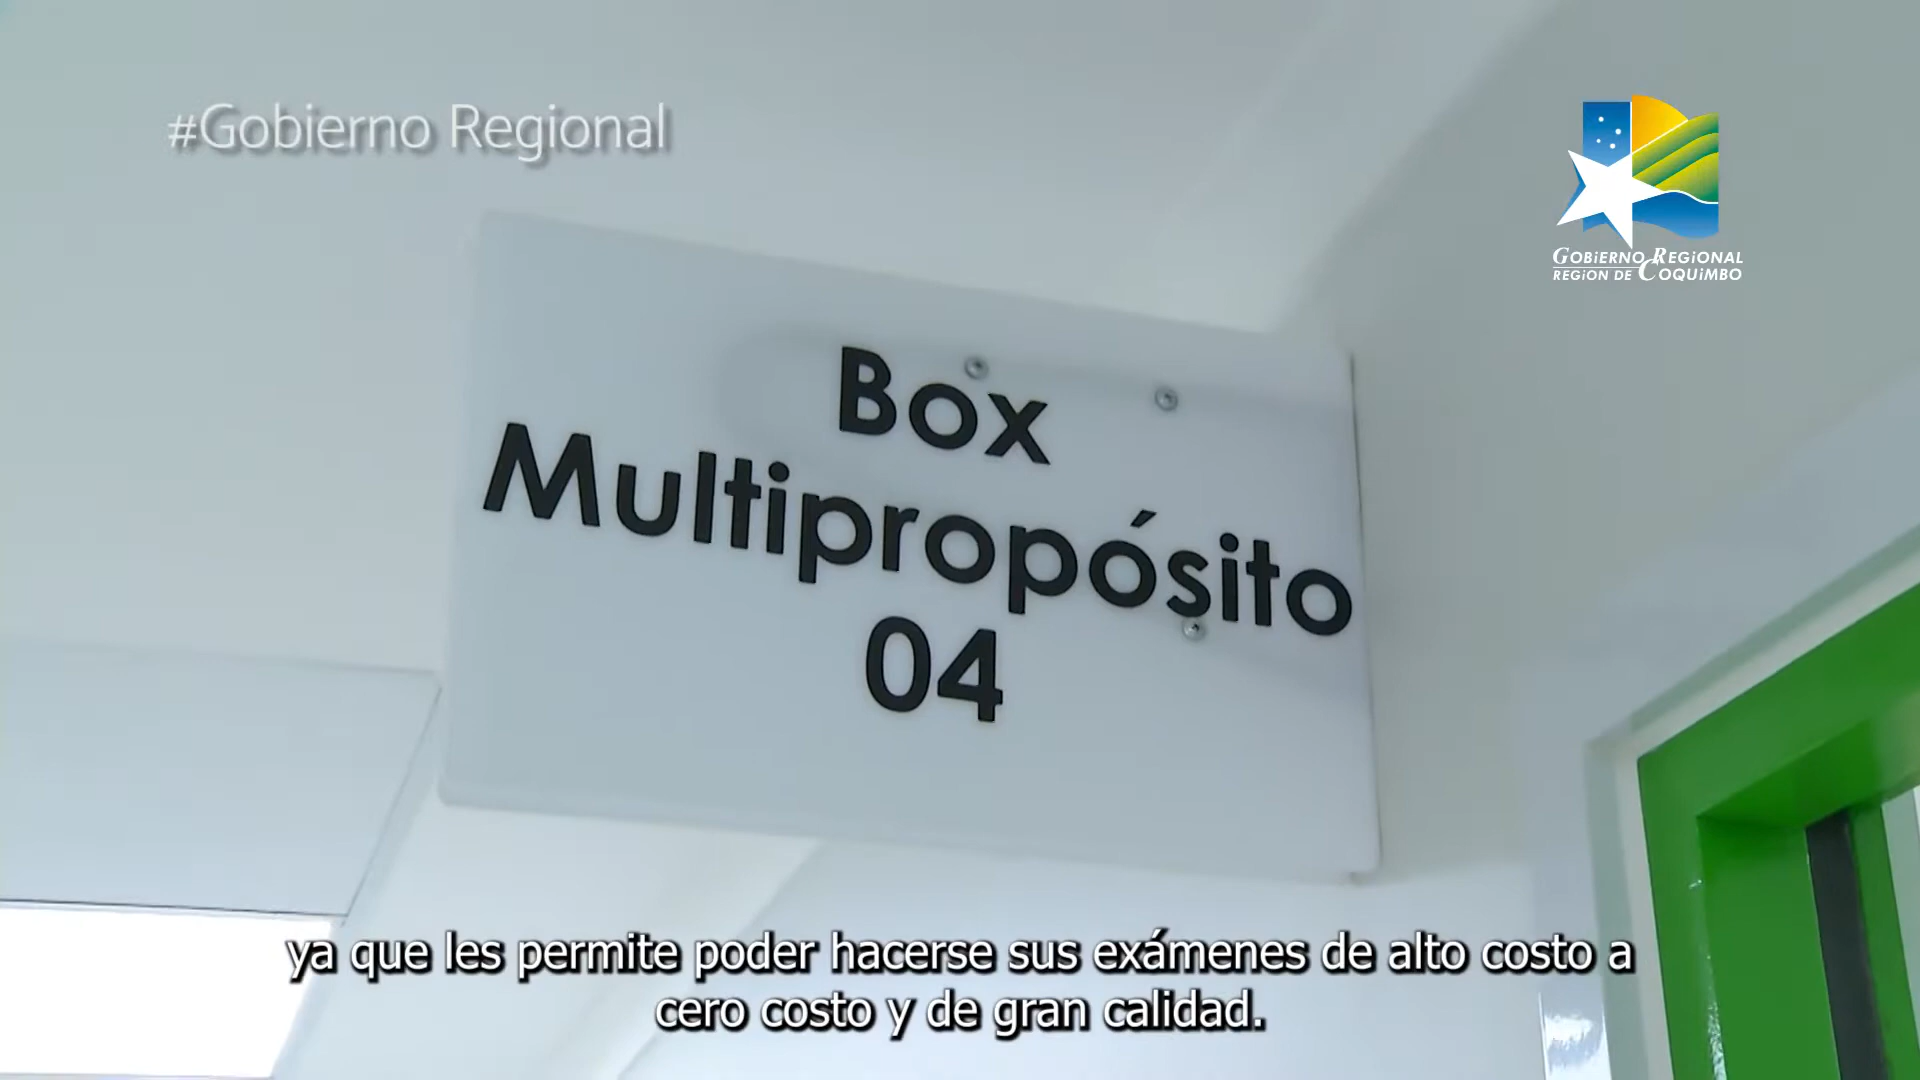 #Gobierno Regional
GOBiERNO REGiONAL
REGiON DE COQUiMBO
Box
Multipropósito
04
ya que les permite poder hacerse sus exámenes de alto costo a
cero costo y de gran calidad.